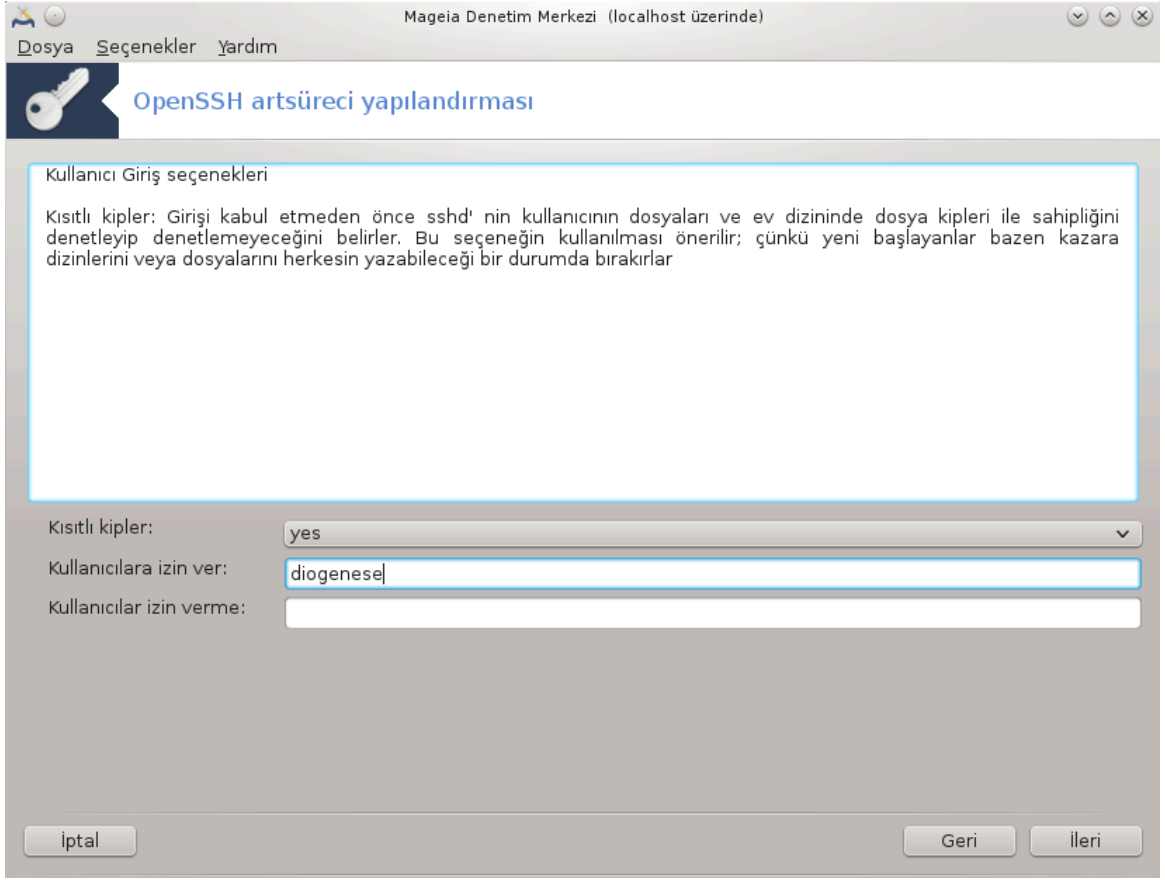 Mageia Denetim Merkezi (localhost üzerinde)
Dosya Seçenekler Yardım
OpenSSH artsüreci yapılandırması
Kullanıcı Giriş seçenekleri
Kısıtlı kipler: Girişi kabul etmeden önce sshd' nin kullanıcının dosyaları ve ev dizininde dosya kipleri ile sahipliğini
denetleyip denetlemeyeceğini belirler. Bu seçeneğin kullanılması önerilir; çünkü yeni başlayanlar bazen kazara
dizinlerini veya dosyalarını herkesin yazabileceği bir durumda bırakırlar
Kısıtlı kipler:
yes
Kullanıcılara izin ver:
diogenese
Kullanıcılar izin verme:
İptal
Geri
İleri